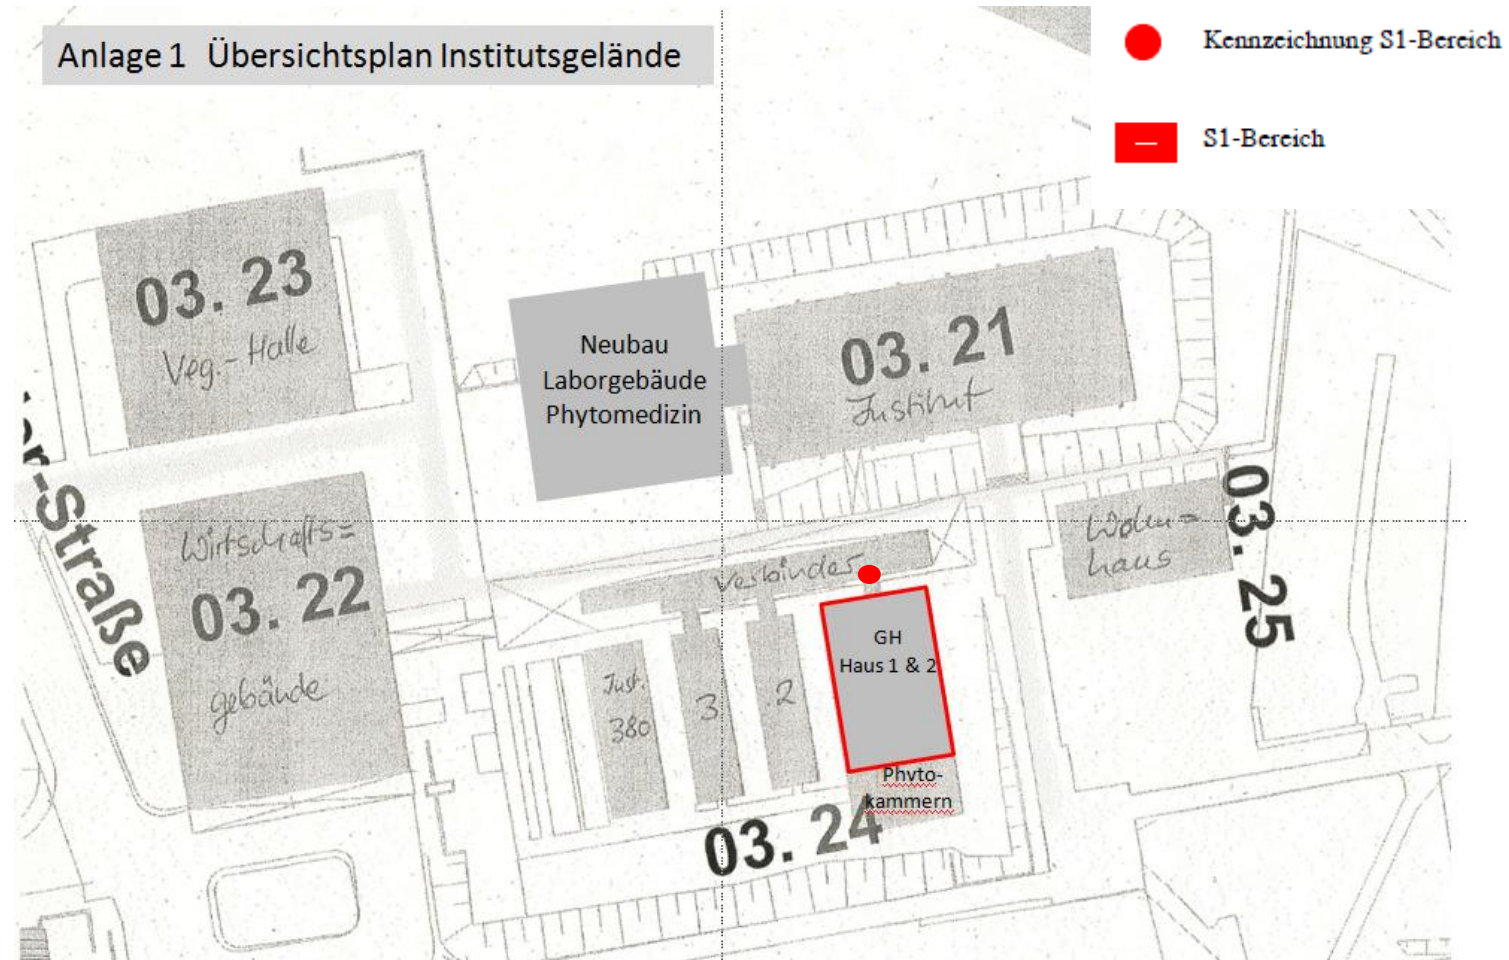 Anlage 1 Übersichtsplan Institutsgelände
Kennzeichnung S1-Bereich
S1-Bereich
03. 23
Veg.-Halle
Neubau
Laborgebäude
Phytomedizin
03. 21
Institut
er-Straße
Wirtschafts=
03. 22
gebäude
Verbinder
Wohn=
haus
03. 25
GH
Haus 1 & 2
Inst.
380
3
2
Phyto-
kammern
03. 24